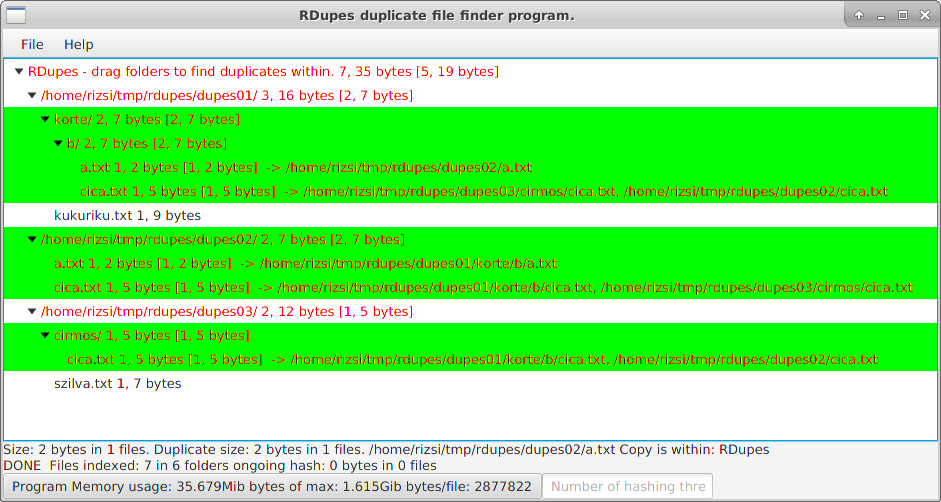 RDupes duplicate file finder program.
File Help
RDupes - drag folders to find duplicates within. 7, 35 bytes [5, 19 bytes]
/home/rizsi/tmp/rdupes/dupes01/ 3, 16 bytes [2, 7 bytes]
korte/ 2, 7 bytes [2, 7 bytes]
b/ 2, 7 bytes [2, 7 bytes]
a.txt 1, 2 bytes [1, 2 bytes] -> /home/rizsi/tmp/rdupes/dupes02/a.txt
cica.txt 1, 5 bytes [1, 5 bytes] -> /home/rizsi/tmp/rdupes/dupes03/cirmos/cica.txt, /home/rizsi/tmp/rdupes/dupes02/cica.txt
kukuriku.txt 1, 9 bytes
/home/rizsi/tmp/rdupes/dupes02/ 2, 7 bytes [2, 7 bytes]
a.txt 1, 2 bytes [1, 2 bytes] -> /home/rizsi/tmp/rdupes/dupes01/korte/b/a.txt
cica.txt 1, 5 bytes [1, 5 bytes] -> /home/rizsi/tmp/rdupes/dupes01/korte/b/cica.txt, /home/rizsi/tmp/rdupes/dupes03/cirmos/cica.txt
/home/rizsi/tmp/rdupes/dupes03/ 2, 12 bytes [1, 5 bytes]
cirmos/ 1, 5 bytes [1, 5 bytes]
cica.txt 1, 5 bytes [1, 5 bytes] -> /home/rizsi/tmp/rdupes/dupes01/korte/b/cica.txt, /home/rizsi/tmp/rdupes/dupes02/cica.txt
szilva.txt 1, 7 bytes
Size: 2 bytes in 1 files. Duplicate size: 2 bytes in 1 files. /home/rizsi/tmp/rdupes/dupes02/a.txt Copy is within: RDupes
DONE Files indexed: 7 in 6 folders ongoing hash: 0 bytes in 0 files
Program Memory usage: 35.679Mib bytes of max: 1.615Gib bytes/file: 2877822 Number of hashing thre